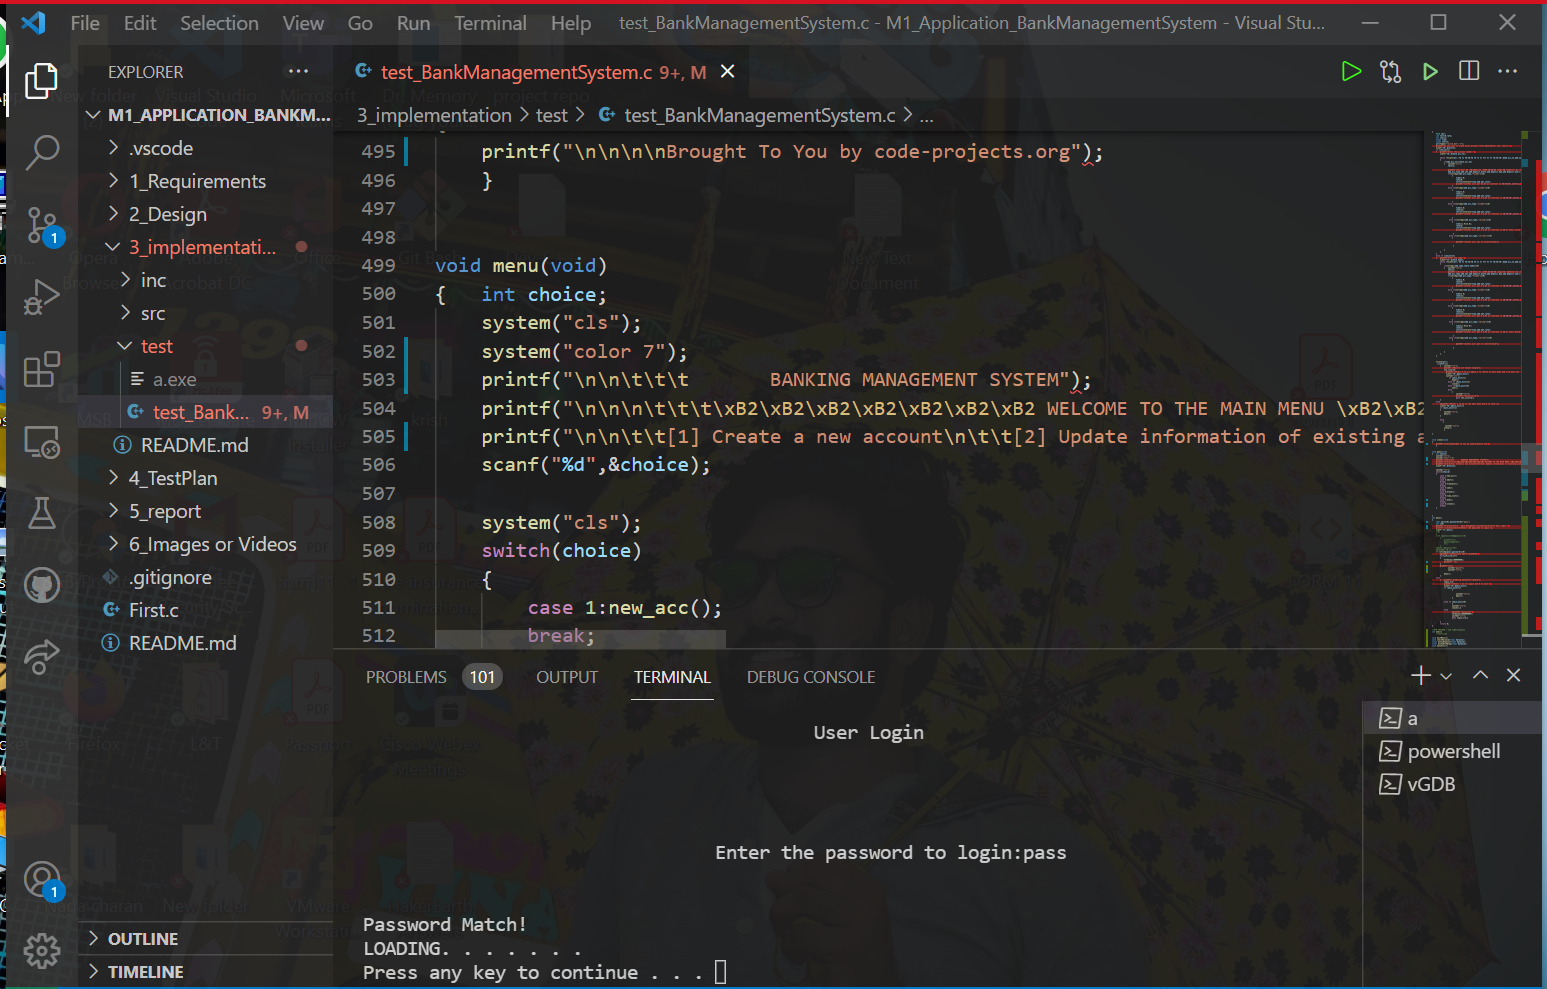 File Edit Selection View Go Run Terminal Help test_BankManagementSystem.c - M1_Application_BankManagementSystem - Visual Stu...
EXPLORER ...
M1_APPLICATION_BANKM...
.vscode
1_Requirements
2_Design
3_implementati...
inc
src
test
a.exe
test_Bank... 9+, M
README.md
4_TestPlan
5_report
6_Images or Videos
.gitignore
First.c
README.md
OUTLINE
TIMELINE
1
1
test_BankManagementSystem.c 9+, M
3_implementation > test > test_BankManagementSystem.c > ...
495 printf("\n\n\n\nBrought To You by code-projects.org");
496 }
497
498
499 void menu(void)
500 { int choice;
501 system("cls");
502 system("color 7");
503 printf("\n\n\t\t\t BANKING MANAGEMENT SYSTEM");
504 printf("\n\n\n\t\t\t\xB2\xB2\xB2\xB2\xB2\xB2\xB2 WELCOME TO THE MAIN MENU \xB2\xB2
505 printf("\n\n\t\t[1] Create a new account\n\t\t[2] Update information of existing a
506 scanf("%d",&choice);
507
508 system("cls");
509 switch(choice)
510 {
511 case 1:new_acc();
512 break;
PROBLEMS 101 OUTPUT TERMINAL DEBUG CONSOLE
User Login
Enter the password to login:pass
Password Match!
LOADING. . . . . . .
Press any key to continue . . .
a
powershell
vGDB